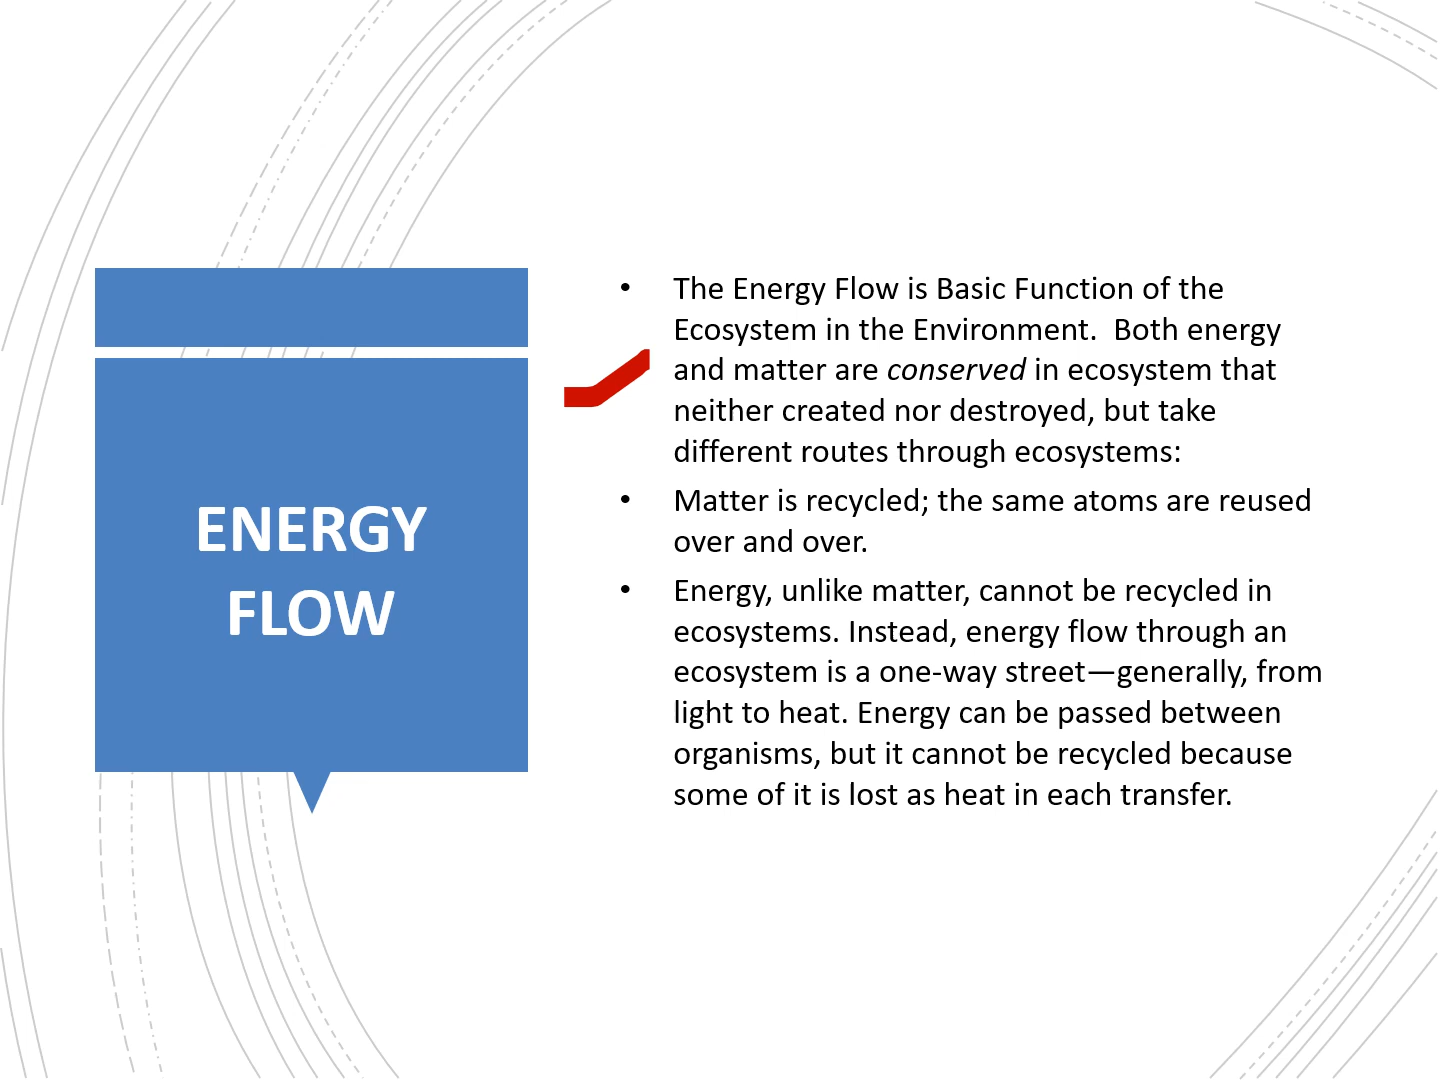 ENERGY
FLOW
• The Energy Flow is Basic Function of the
Ecosystem in the Environment.  Both energy
and matter are conserved in ecosystem that
neither created nor destroyed, but take
different routes through ecosystems:
• Matter is recycled; the same atoms are reused
over and over.
• Energy, unlike matter, cannot be recycled in
ecosystems. Instead, energy flow through an
ecosystem is a one-way street—generally, from
light to heat. Energy can be passed between
organisms, but it cannot be recycled because
some of it is lost as heat in each transfer.